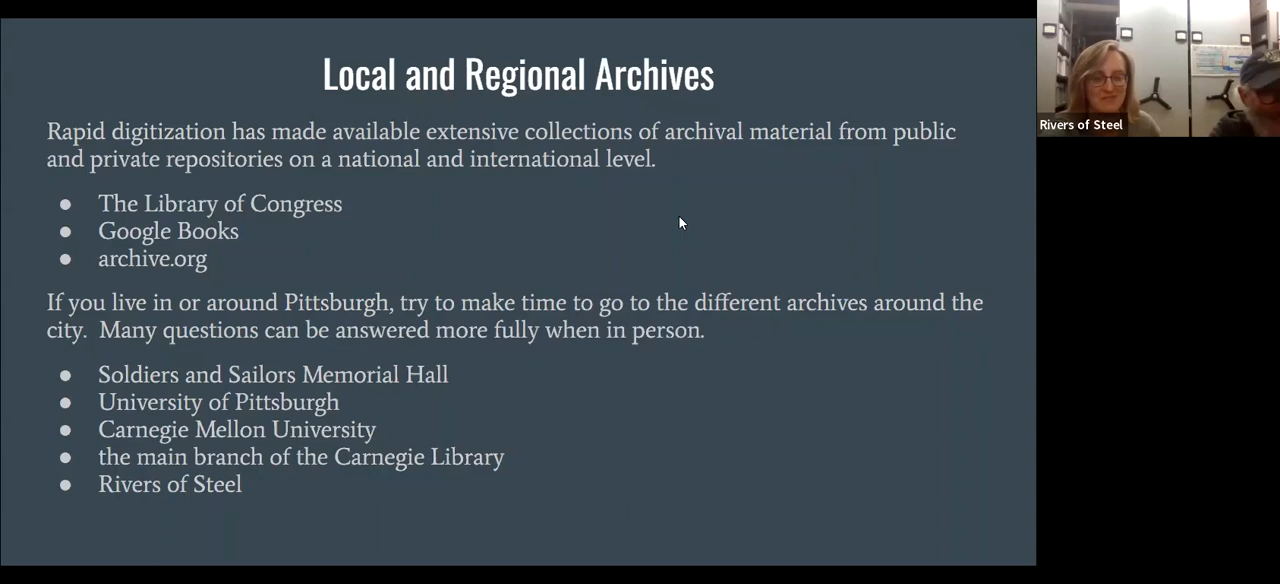 Local and Regional Archives
Rapid digitization has made available extensive collections of archival material from public
and private repositories on a national and international level.
● The Library of Congress
● Google Books
● archive.org
If you live in or around Pittsburgh, try to make time to go to the different archives around the
city.  Many questions can be answered more fully when in person.
● Soldiers and Sailors Memorial Hall
● University of Pittsburgh
● Carnegie Mellon University
● the main branch of the Carnegie Library
● Rivers of Steel
Rivers of Steel